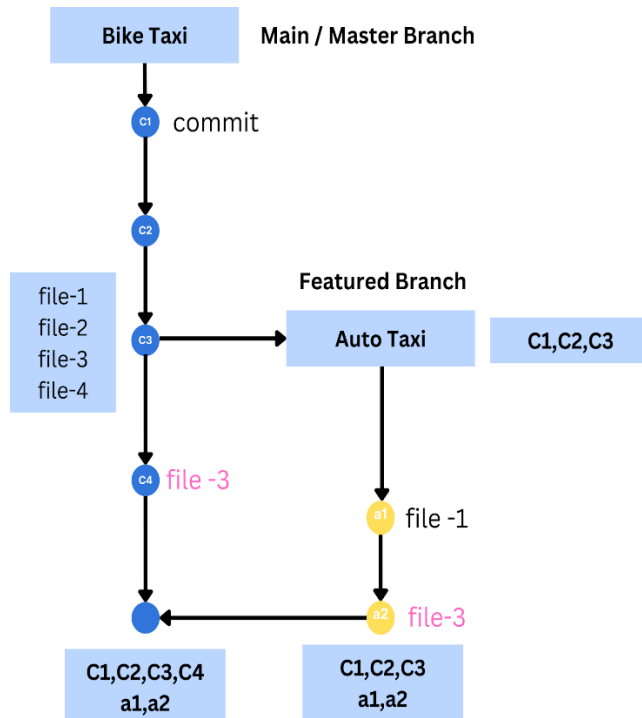 Bike Taxi
Main / Master Branch
C1
commit
C2
Featured Branch
file-1
file-2
file-3
file-4
C3
Auto Taxi
C1,C2,C3
C4
file -3
a1
file -1
a2
file-3
C1,C2,C3,C4
a1,a2
C1,C2,C3
a1,a2